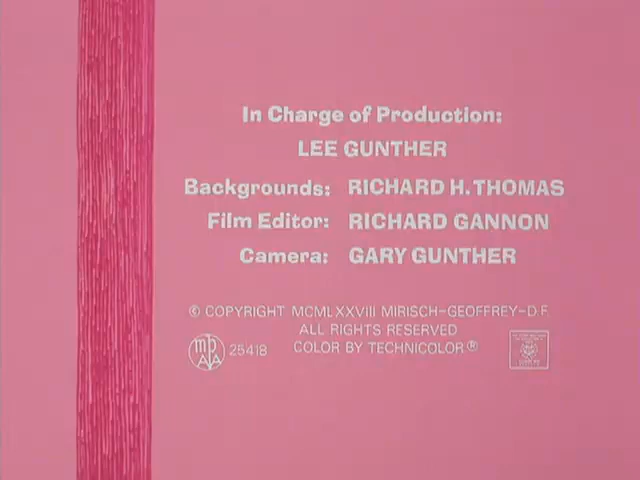 In Charge of Production:
LEE GUNTHER
Backgrounds: RICHARD H. THOMAS
Film Editor: RICHARD GANNON
Camera: GARY GUNTHER
© COPYRIGHT MCMLXXVIII MIRISCH-GEOFFREY-D·F
ALL RIGHTS RESERVED
mpAA 25418 COLOR BY TECHNICOLOR®